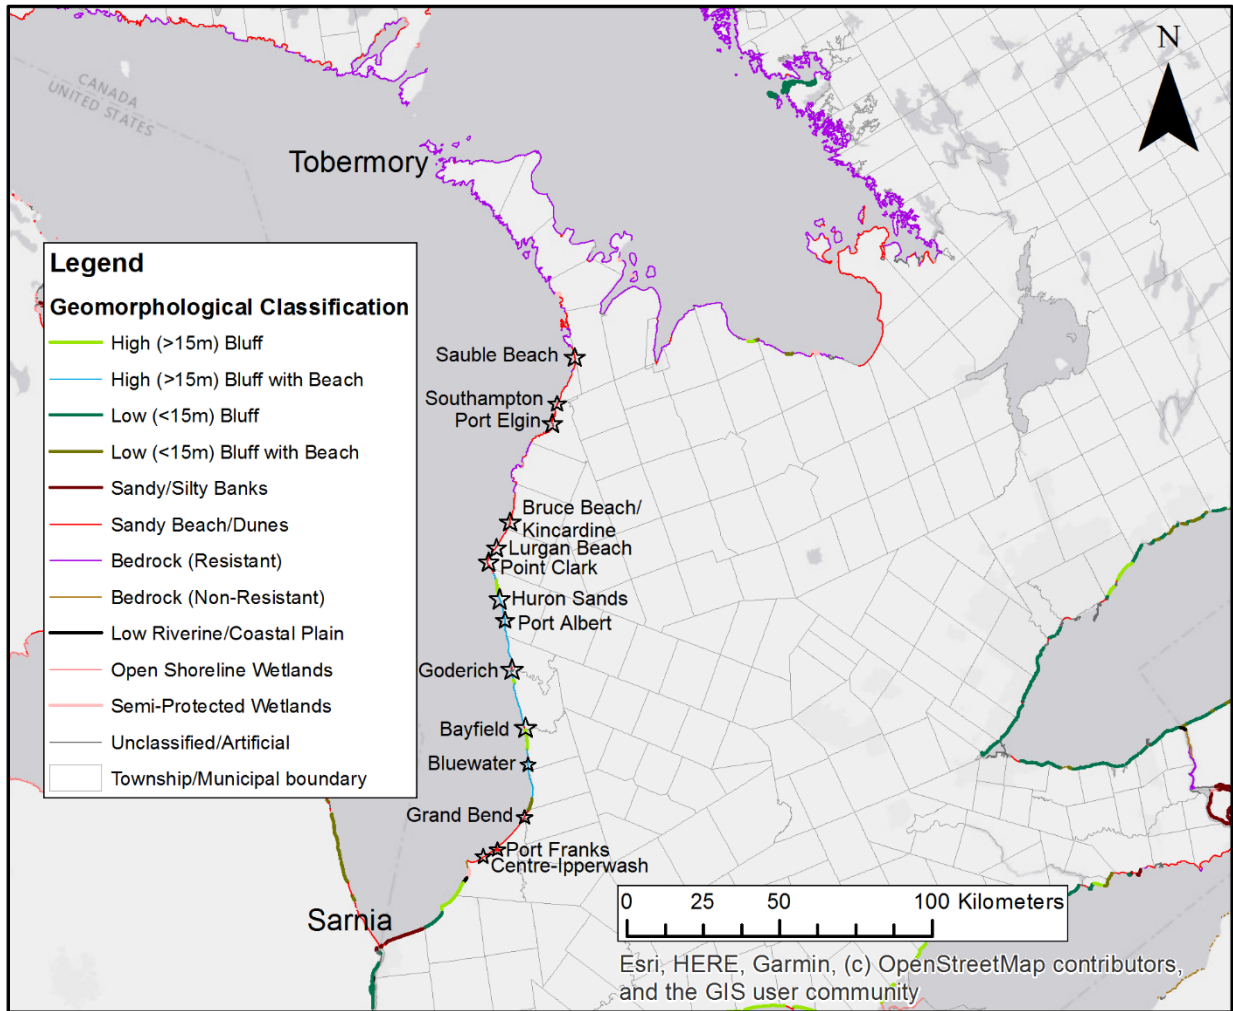 N
CANADA
UNITED STATES
Tobermory
Legend
Geomorphological Classification
High (>15m) Bluff
High (>15m) Bluff with Beach
Low (<15m) Bluff
Low (<15m) Bluff with Beach
Sandy/Silty Banks
Sandy Beach/Dunes
Bedrock (Resistant)
Bedrock (Non-Resistant)
Low Riverine/Coastal Plain
Open Shoreline Wetlands
Semi-Protected Wetlands
Unclassified/Artificial
Township/Municipal boundary
Sauble Beach
Southampton
Port Elgin
Bruce Beach/
Kincardine
Lurgan Beach
Point Clark
Huron Sands
Port Albert
Goderich
Bayfield
Bluewater
Grand Bend
Port Franks
Centre-Ipperwash
Sarnia
0 25 50 100 Kilometers
Esri, HERE, Garmin, (c) OpenStreetMap contributors,
and the GIS user community